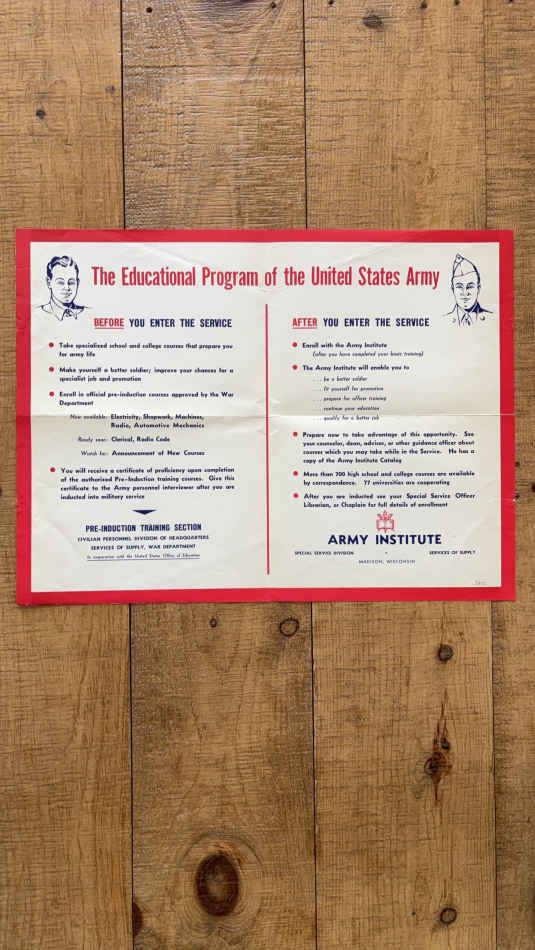 The Educational Program of the United States Army
BEFORE YOU ENTER THE SERVICE
Take specialized school and college courses that prepare you
for army life
Make yourself a better soldier; improve your chances for a
specialist job and promotion
Enroll in official pre-induction courses approved by the War
Department
Now available: Electricity, Shopwork, Machines,
Radio, Automotive Mechanics
Ready soon: Clerical, Radio Code
Watch for: Announcement of New Courses
You will receive a certificate of proficiency upon completion
of the authorized Pre-Induction training courses. Give this
certificate to the Army personnel interviewer after you are
inducted into military service
PRE-INDUCTION TRAINING SECTION
CIVILIAN PERSONNEL DIVISION OF HEADQUARTERS
SERVICES OF SUPPLY, WAR DEPARTMENT
In cooperation with the United States Office of Education
AFTER YOU ENTER THE SERVICE
Enroll with the Army Institute
(after you have completed your basic training)
The Army Institute will enable you to
. . . be a better soldier
. . . fit yourself for promotion
. . . prepare for officer training
. . . continue your education
. . . qualify for a better job
Prepare now to take advantage of this opportunity. See
your counselor, dean, adviser, or other guidance officer about
courses which you may take while in the Service. He has a
copy of the Army Institute Catalog
More than 700 high school and college courses are available
by correspondence. 77 universities are cooperating
After you are inducted see your Special Service Officer
Librarian, or Chaplain for full details of enrollment
ARMY INSTITUTE
SPECIAL SERVICE DIVISION • SERVICES OF SUPPLY
MADISON, WISCONSIN